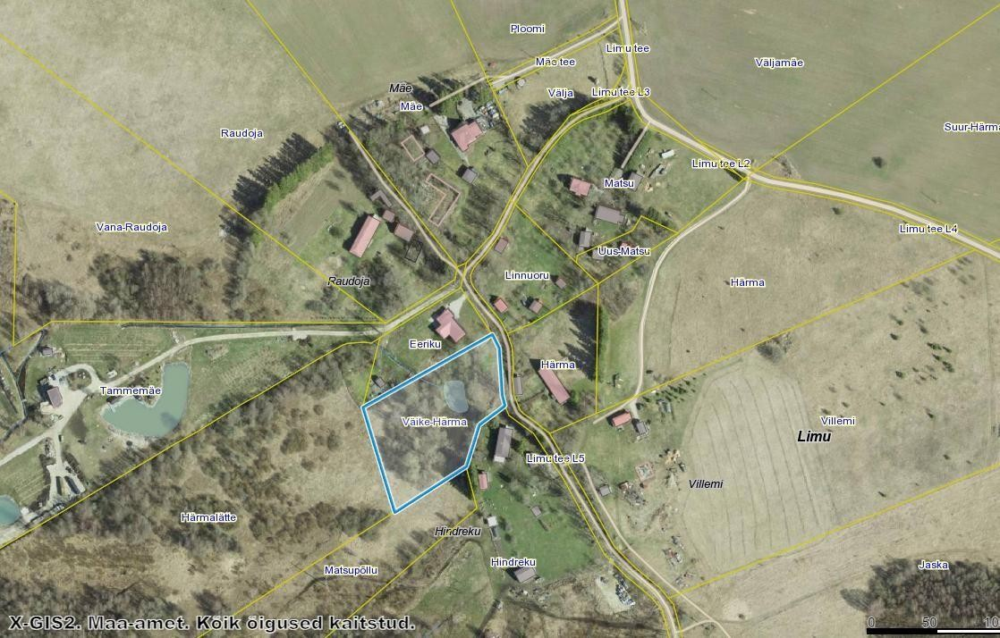 Ploomi
Limu tee
Mäe tee
Väljamäe
Mäe
Välja
Limu tee L3
Mäe
Raudoja
Suur-Härma
Limu tee L2
Matsu
Vana-Raudoja
Limu tee L4
Uus-Matsu
Linnuoru
Raudoja
Härma
Eeriku
Härma
Tammemäe
Väike-Härma
Villemi
Limu
Limu tee L5
Villemi
Härmalätte
Hindreku
Matsupõllu
Hindreku
Jaska
X-GIS2. Maa-amet. Kõik õigused kaitstud.
0 50 10